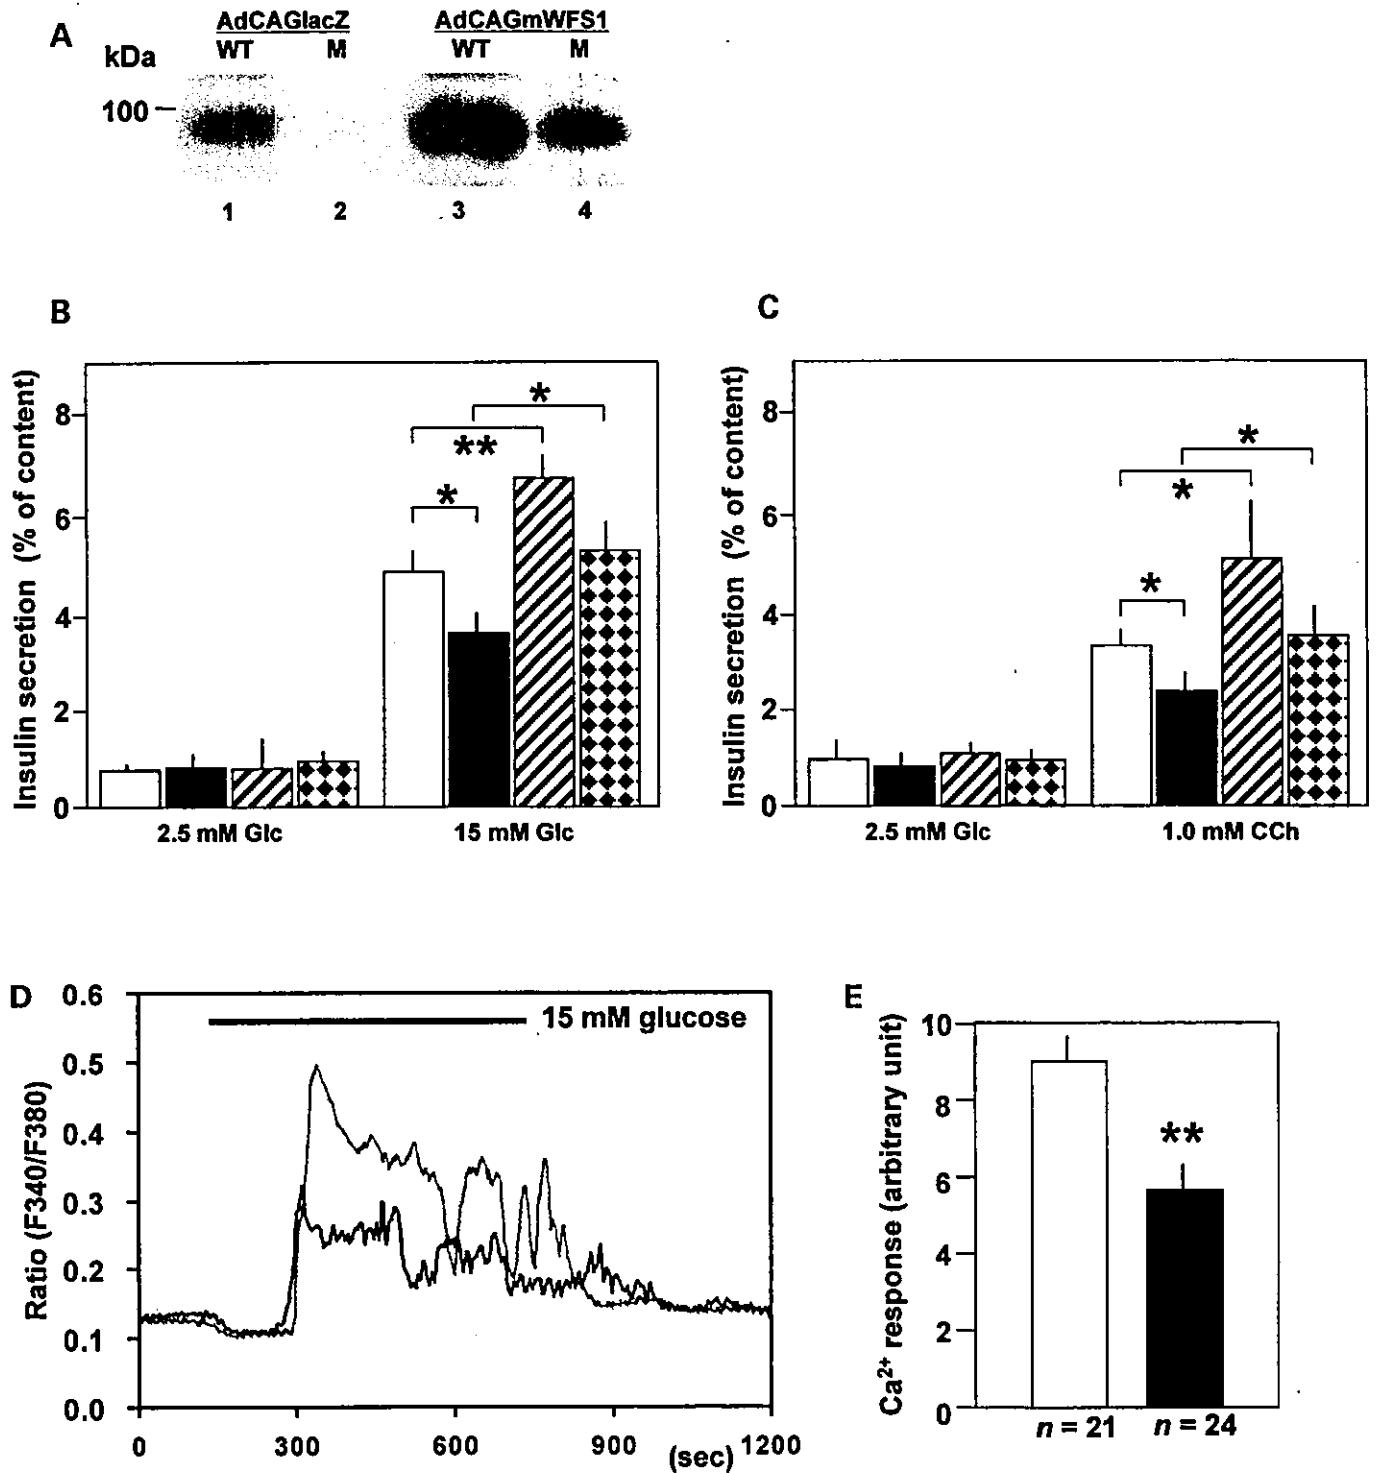 A
AdCAGlacZ AdCAGmWFS1
kDa WT M WT M
100
1 2 3 4
B
Insulin secretion (% of content)
8
6
4
2
0
*
**
*
2.5 mM Glc 15 mM Glc
C
Insulin secretion (% of content)
8
6
4
2
0
*
*
*
2.5 mM Glc 1.0 mM CCh
D
Ratio (F340/F380)
0.6
0.5
0.4
0.3
0.2
0.1
0.0
15 mM glucose
0 300 600 900 (sec) 1200
E
Ca²⁺ response (arbitrary unit)
10
8
6
4
2
0
**
n = 21 n = 24